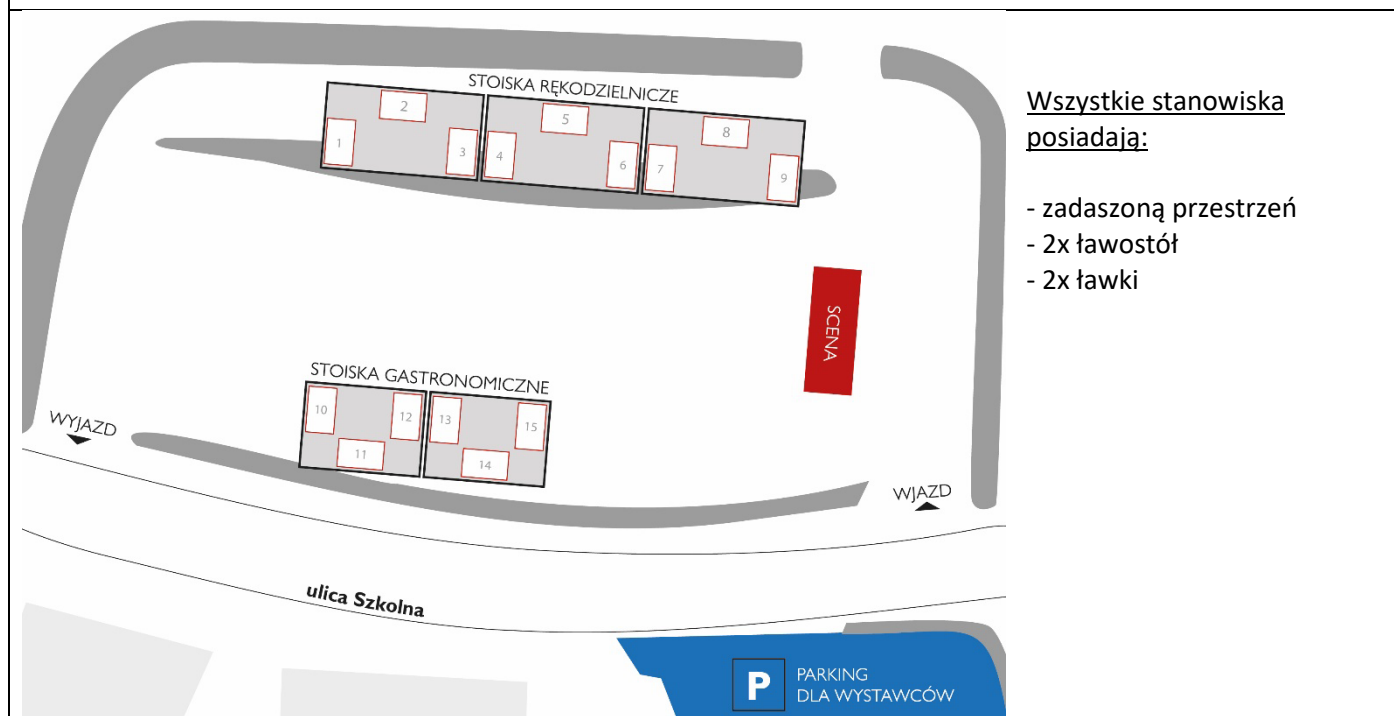 STOISKA RĘKODZIELNICZE
2
5
8
1
3
4
6
7
9
SCENA
STOISKA GASTRONOMICZNE
10
12
13
15
11
14
WYJAZD
WJAZD
ulica Szkolna
P
PARKING
DLA WYSTAWCÓW
Wszystkie stanowiska
posiadają:
- zadaszoną przestrzeń
- 2x ławostół
- 2x ławki